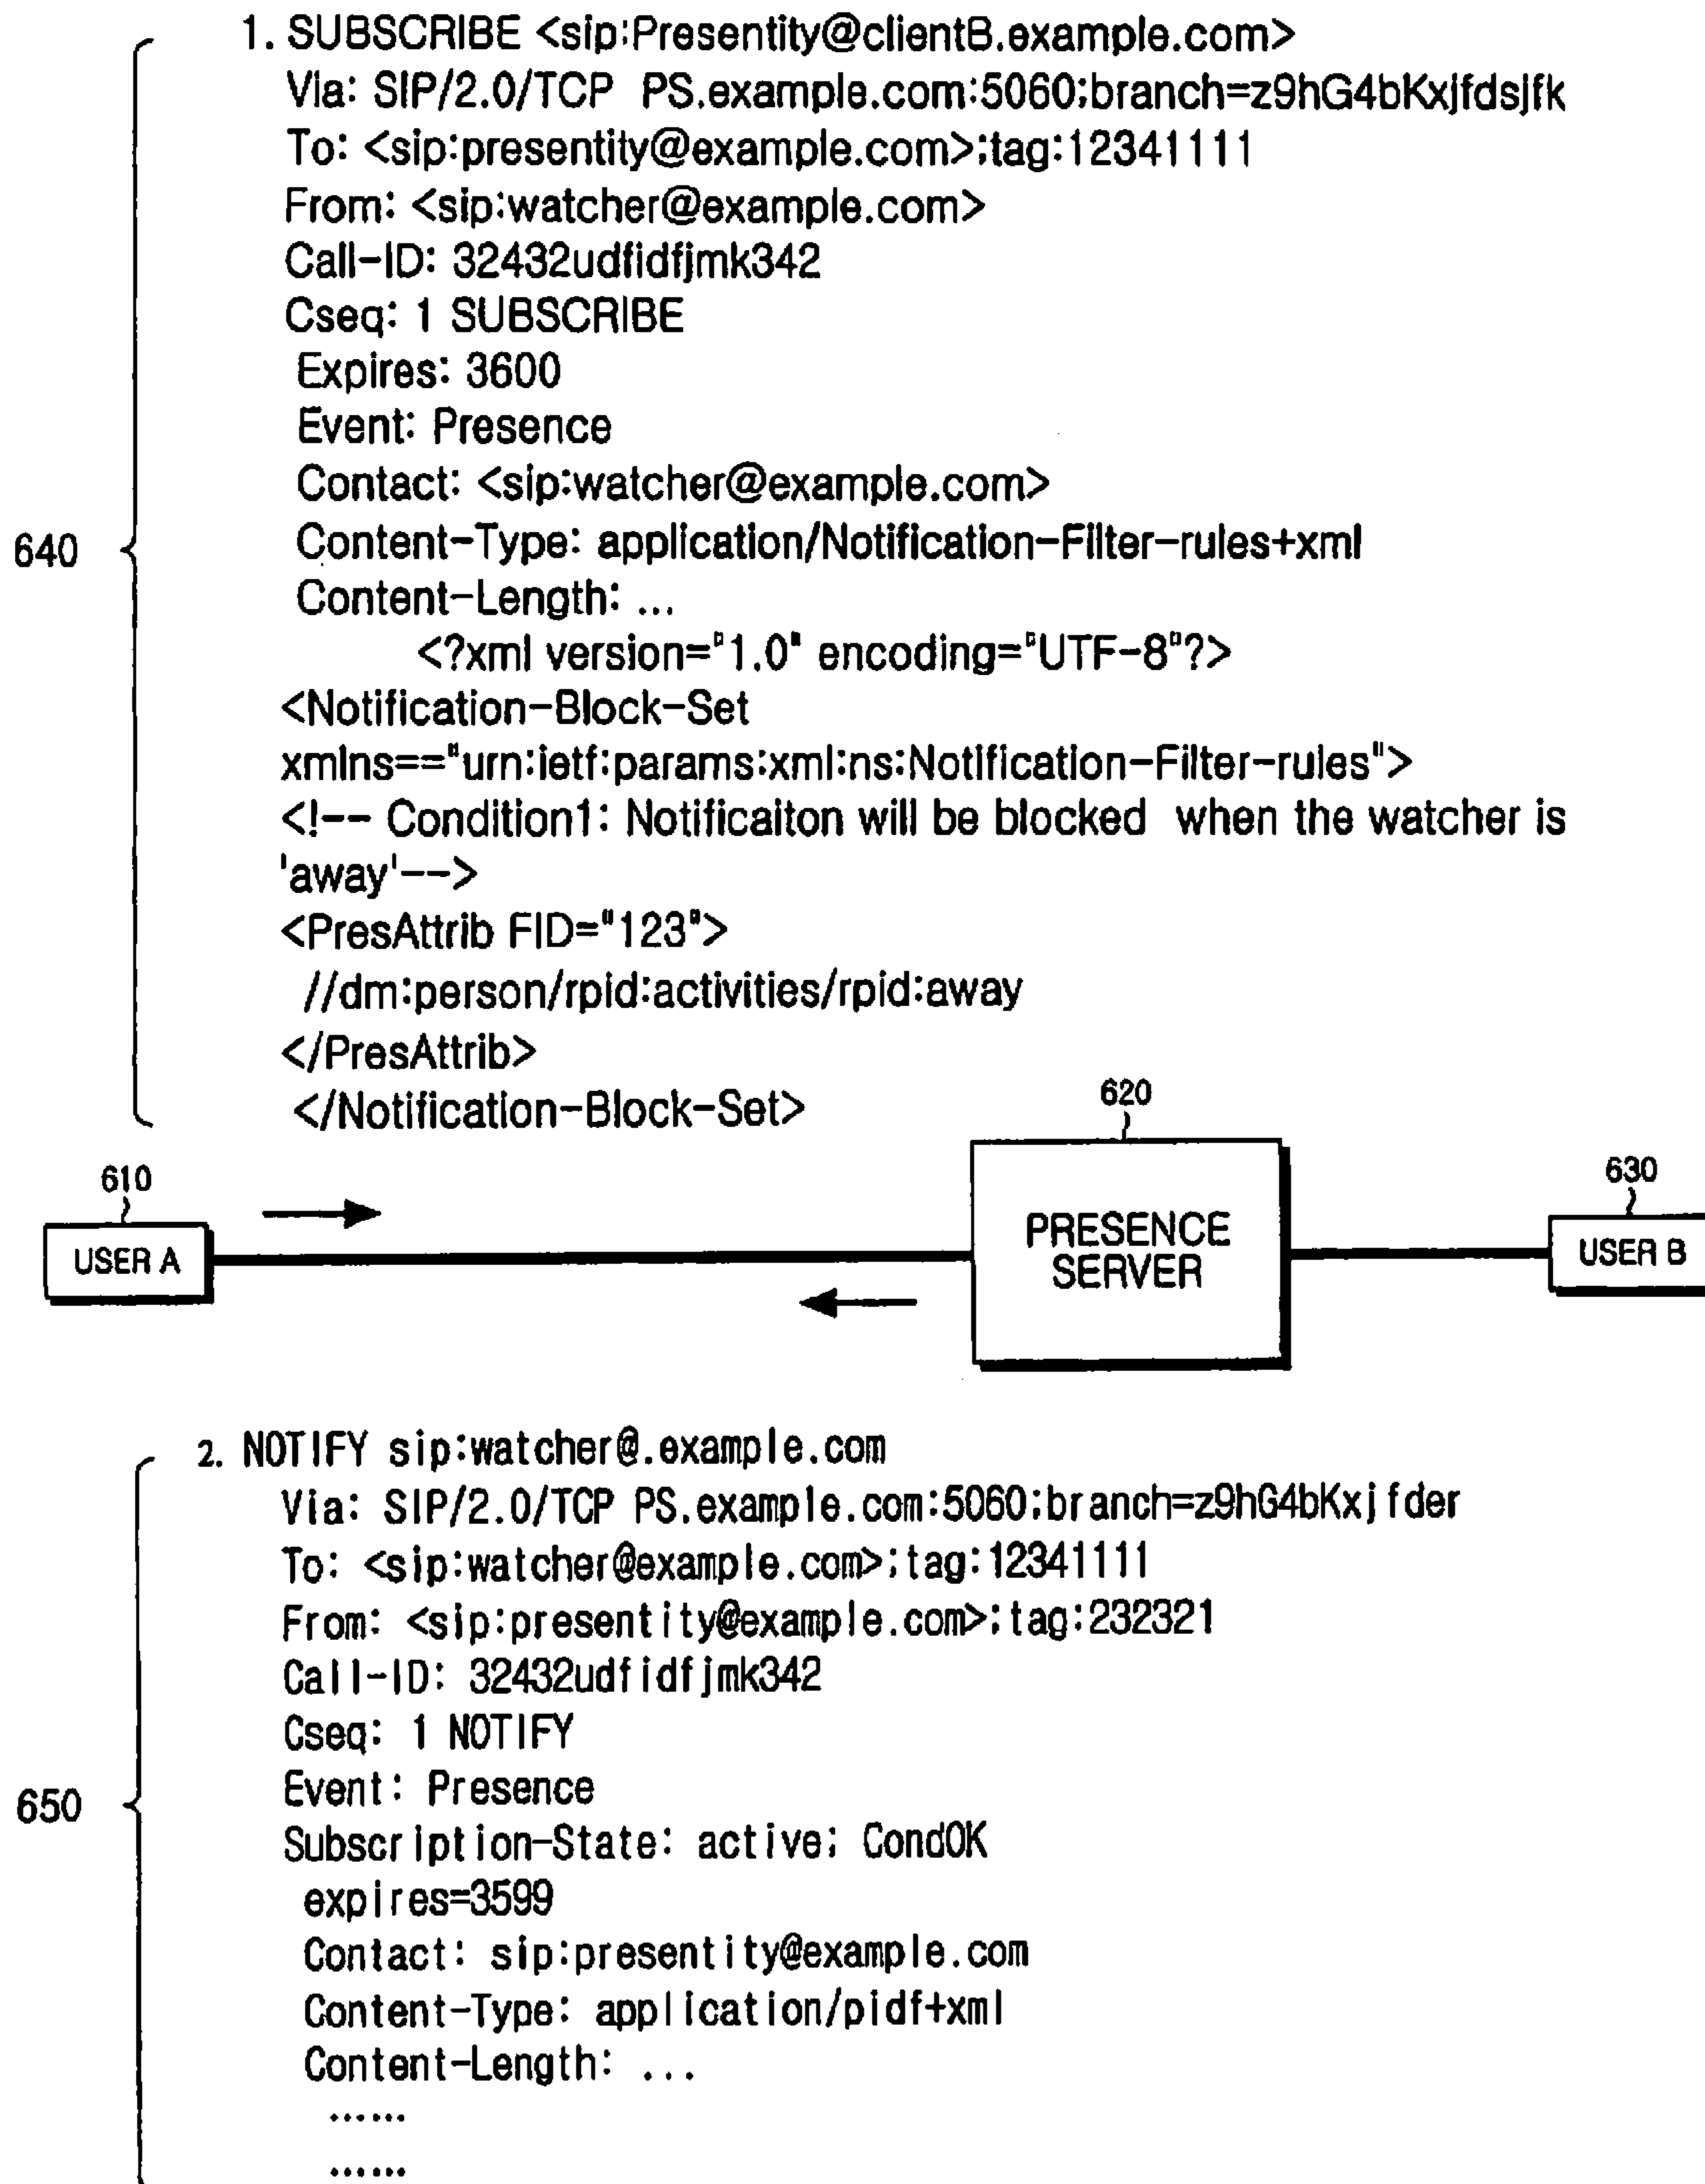 1. SUBSCRIBE <sip:Presentity@clientB.example.com>
Via: SIP/2.0/TCP PS.example.com:5060;branch=z9hG4bKxjfdsjfk
To: <sip:presentity@example.com>;tag:12341111
From: <sip:watcher@example.com>
Call-ID: 32432udfidfjmk342
Cseq: 1 SUBSCRIBE
Expires: 3600
Event: Presence
Contact: <sip:watcher@example.com>
640
Content-Type: application/Notification-Filter-rules+xml
Content-Length: ...
<?xml version="1.0" encoding="UTF-8"?>
<Notification-Block-Set
xmlns=="urn:ietf:params:xml:ns:Notification-Filter-rules">
<!-- Condition1: Notificaiton will be blocked when the watcher is
'away'-->
<PresAttrib FID="123">
//dm:person/rpid:activities/rpid:away
</PresAttrib>
</Notification-Block-Set>
610
620
630
USER A
PRESENCE
SERVER
USER B
2. NOTIFY sip:watcher@.example.com
Via: SIP/2.0/TCP PS.example.com:5060;branch=z9hG4bKxjfder
To: <sip:watcher@example.com>;tag:12341111
From: <sip:presentity@example.com>;tag:232321
Call-ID: 32432udfidfjmk342
Cseq: 1 NOTIFY
Event: Presence
650
Subscription-State: active; CondOK
expires=3599
Contact: sip:presentity@example.com
Content-Type: application/pidf+xml
Content-Length: ...
......
......